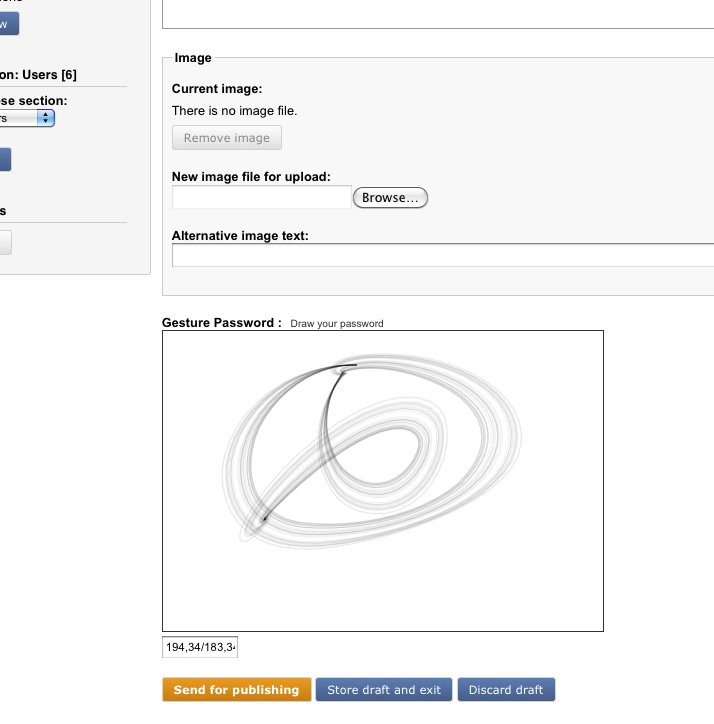 w
on: Users [6]
se section:
rs
s
Image
Current image:
There is no image file.
Remove image
New image file for upload:
Browse...
Alternative image text:
Gesture Password : Draw your password
194,34/183,3
Send for publishing
Store draft and exit
Discard draft